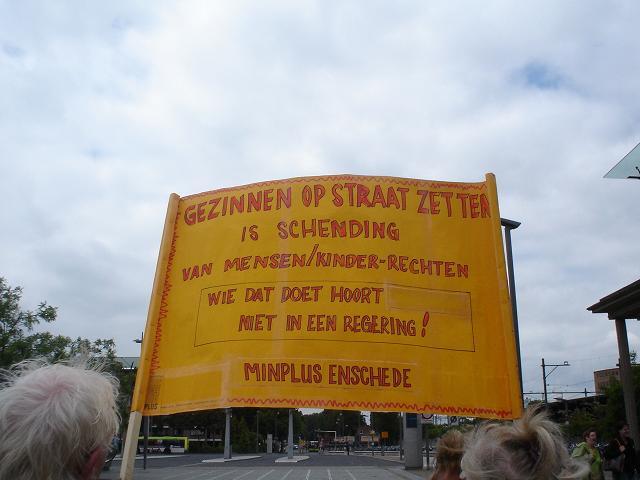 GEZINNEN OP STRAAT ZETTEN
IS SCHENDING
VAN MENSEN/KINDER-RECHTEN
WIE DAT DOET HOORT
NIET IN EEN REGERING!
MINPLUS ENSCHEDE
PLUS